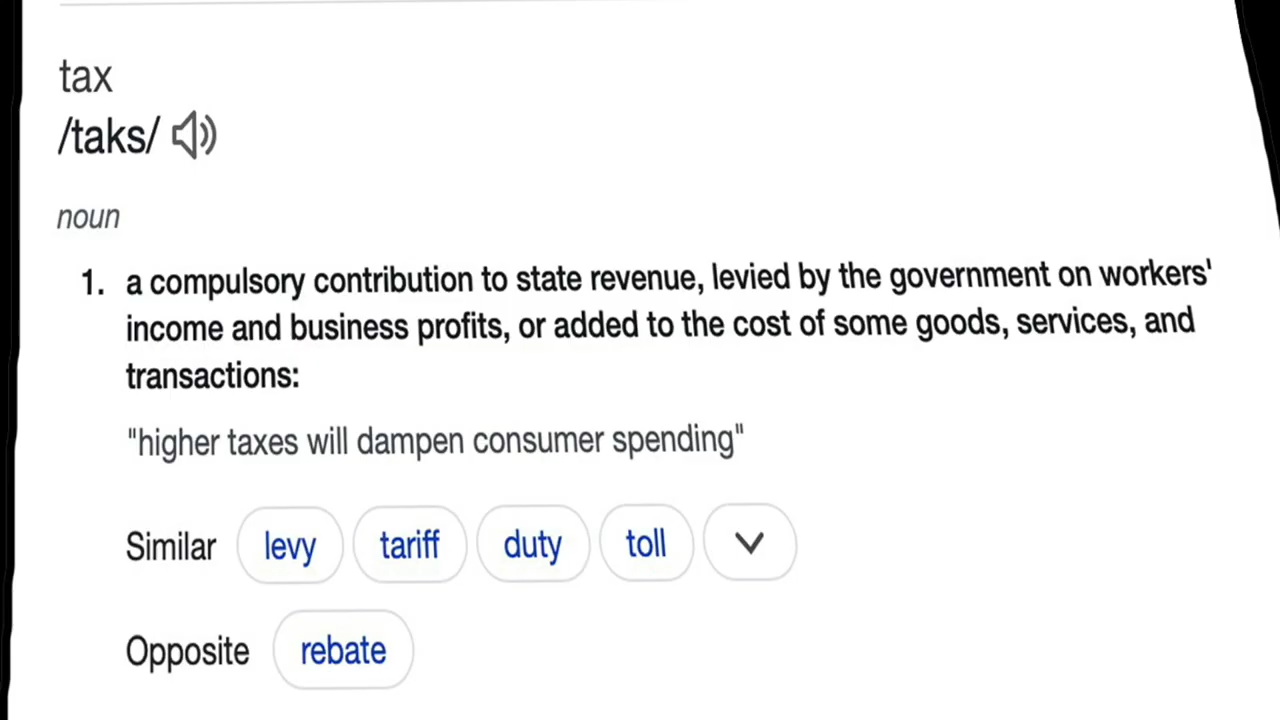 tax
/taks/
noun
1. a compulsory contribution to state revenue, levied by the government on workers'
income and business profits, or added to the cost of some goods, services, and
transactions:
"higher taxes will dampen consumer spending"
Similar levy tariff duty toll
Opposite rebate